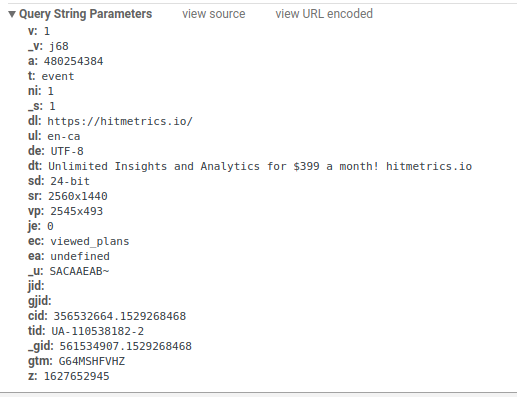 ▼ Query String Parameters view source view URL encoded
v: 1
_v: j68
a: 480254384
t: event
ni: 1
_s: 1
dl: https://hitmetrics.io/
ul: en-ca
de: UTF-8
dt: Unlimited Insights and Analytics for $399 a month! hitmetrics.io
sd: 24-bit
sr: 2560x1440
vp: 2545x493
je: 0
ec: viewed_plans
ea: undefined
_u: SACAAEAB~
jid:
gjid:
cid: 356532664.1529268468
tid: UA-110538182-2
_gid: 561534907.1529268468
gtm: G64MSHFVHZ
z: 1627652945